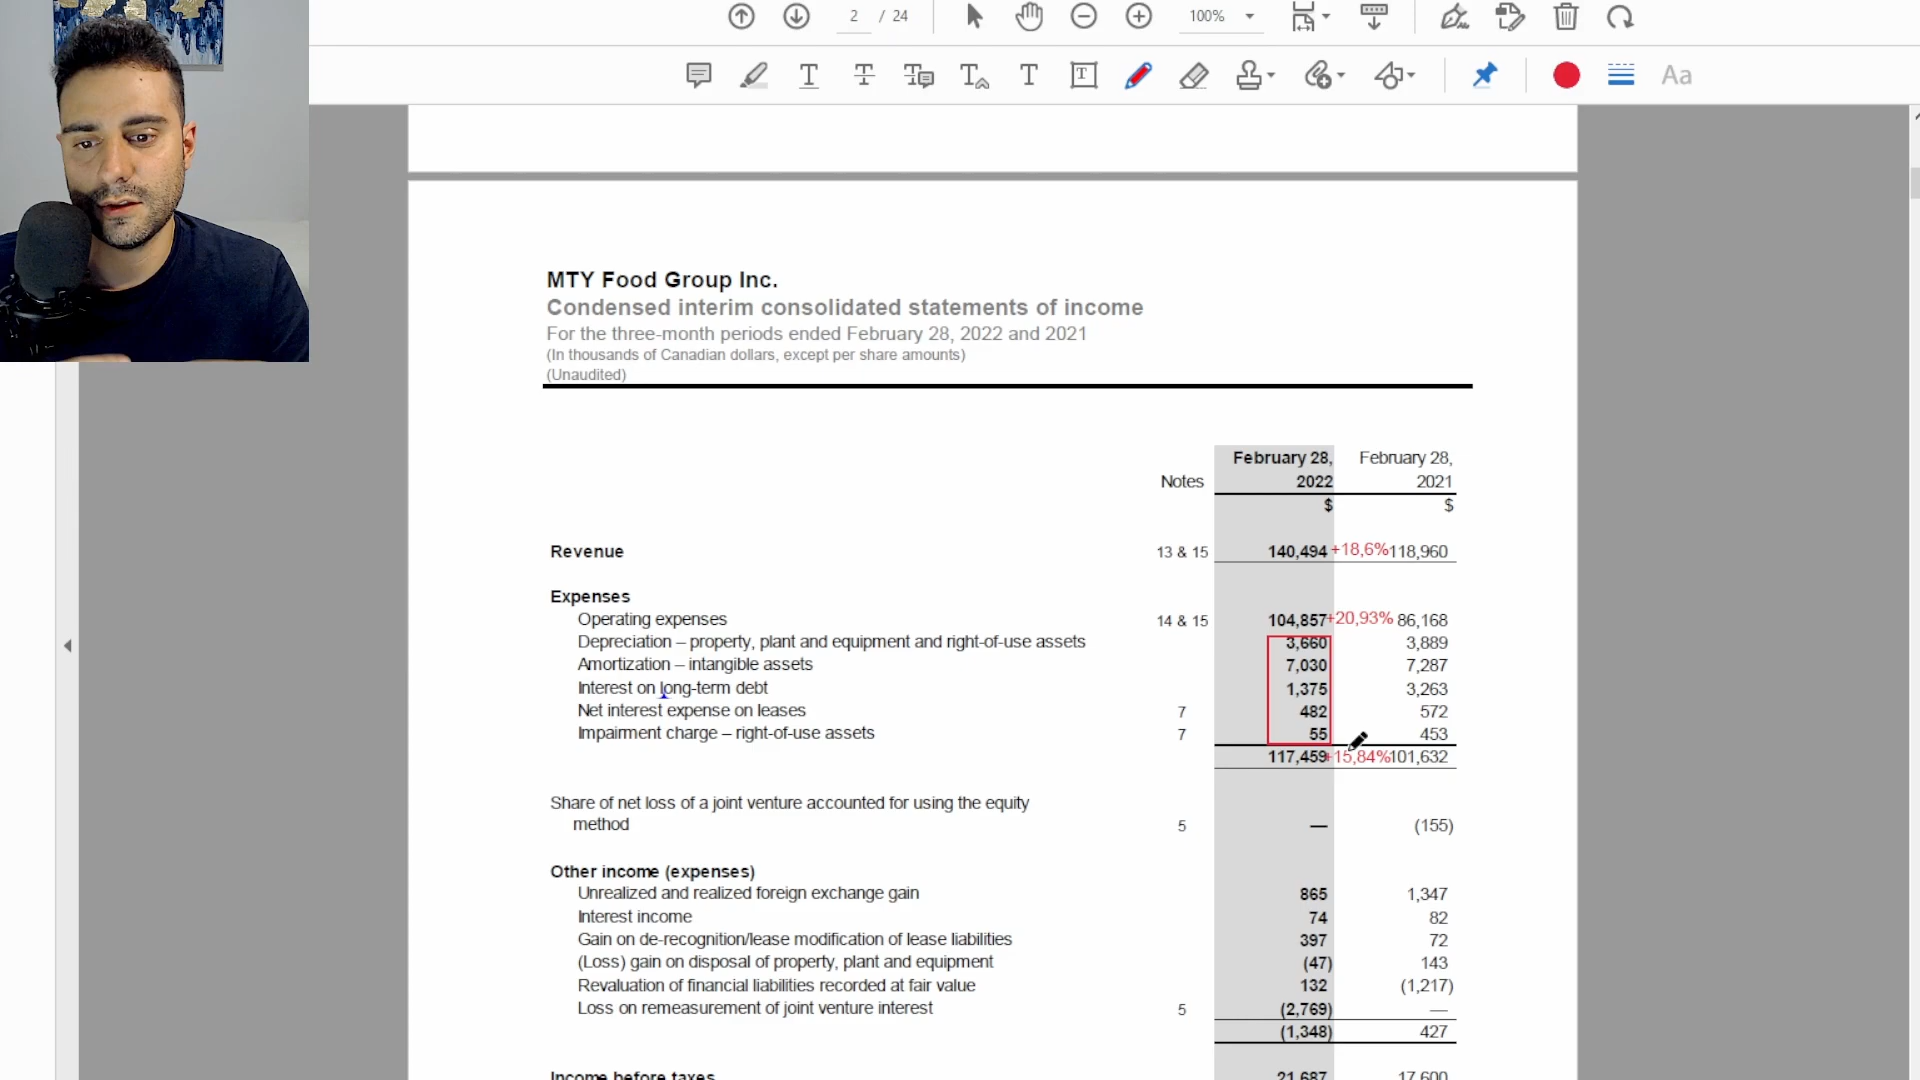 2 / 24
100%
T T T T T T Aa
MTY Food Group Inc.
Condensed interim consolidated statements of income
For the three-month periods ended February 28, 2022 and 2021
(In thousands of Canadian dollars, except per share amounts)
(Unaudited)
February 28, February 28,
Notes 2022 2021
$ $
Revenue 13 & 15 140,494 +18,6% 118,960
Expenses
Operating expenses 14 & 15 104,857 +20,93% 86,168
Depreciation – property, plant and equipment and right-of-use assets 3,660 3,889
Amortization – intangible assets 7,030 7,287
Interest on long-term debt 1,375 3,263
Net interest expense on leases 7 482 572
Impairment charge – right-of-use assets 7 55 453
117,459 +15,84% 101,632
Share of net loss of a joint venture accounted for using the equity
method 5 — (155)
Other income (expenses)
Unrealized and realized foreign exchange gain 865 1,347
Interest income 74 82
Gain on de-recognition/lease modification of lease liabilities 397 72
(Loss) gain on disposal of property, plant and equipment (47) 143
Revaluation of financial liabilities recorded at fair value 132 (1,217)
Loss on remeasurement of joint venture interest 5 (2,769) —
(1,348) 427
Income before taxes 21,687 17,600